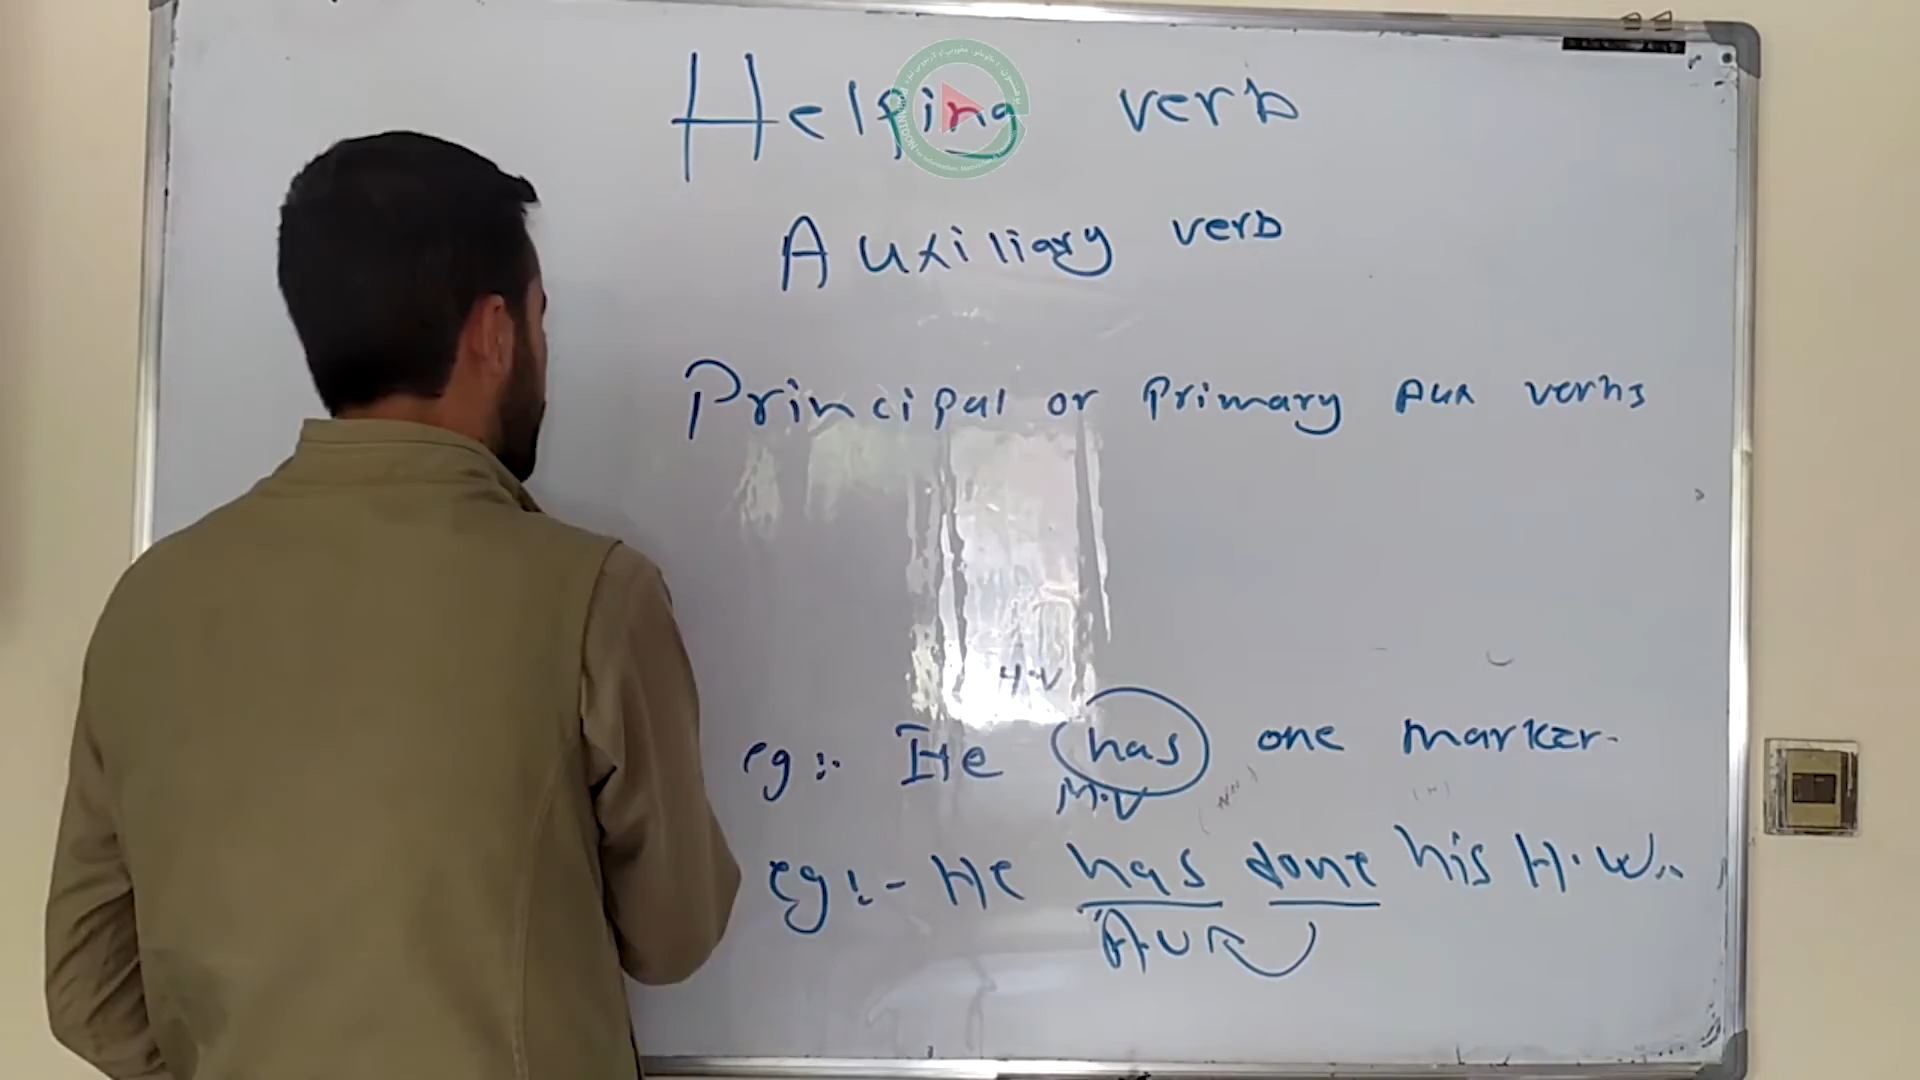 Helping verb
Auxiliary verb
Principal or Primary Aux verbs
H.V
eg:. He has one marker.
M.V
eg:- He has done his H.W.
Aux